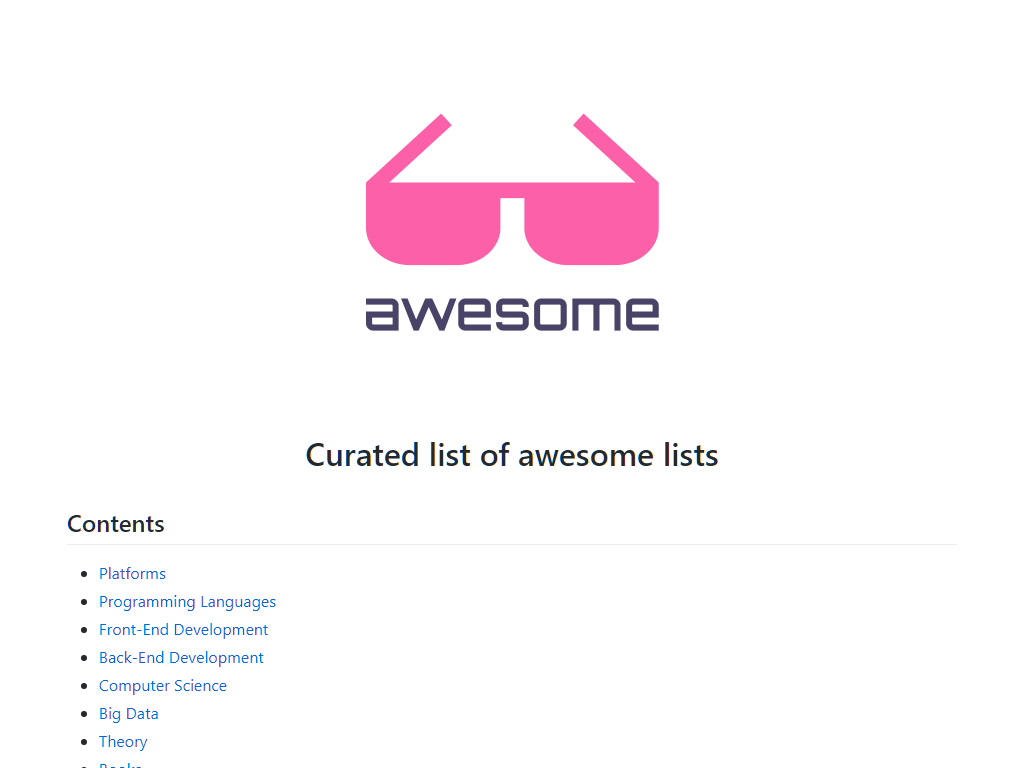 awesome
Curated list of awesome lists
Contents
Platforms
Programming Languages
Front-End Development
Back-End Development
Computer Science
Big Data
Theory
Books